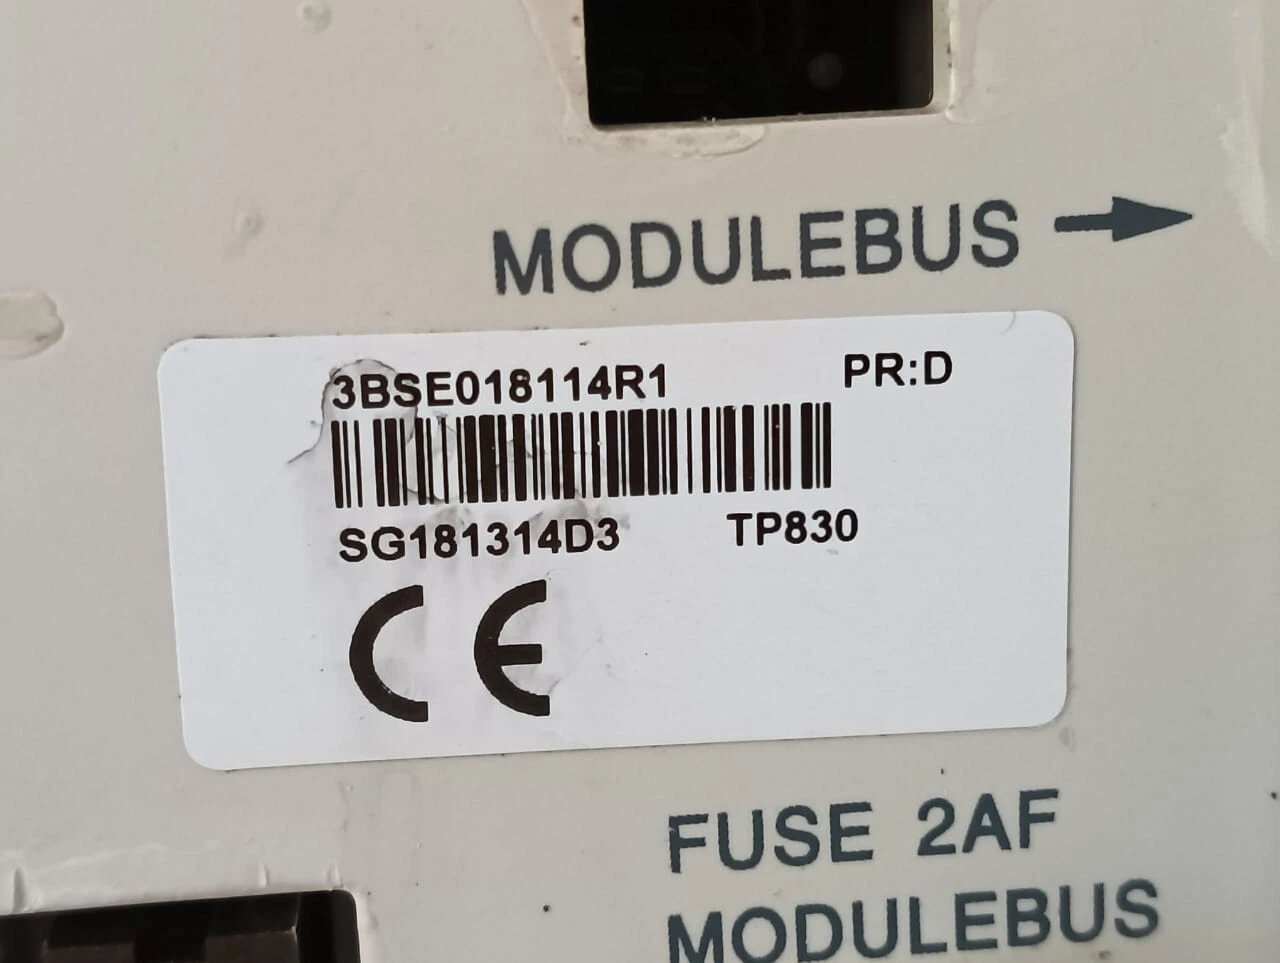 MODULEBUS
3BSE018114R1 PR:D
SG181314D3 TP830
CE
FUSE 2AF
MODULEBUS